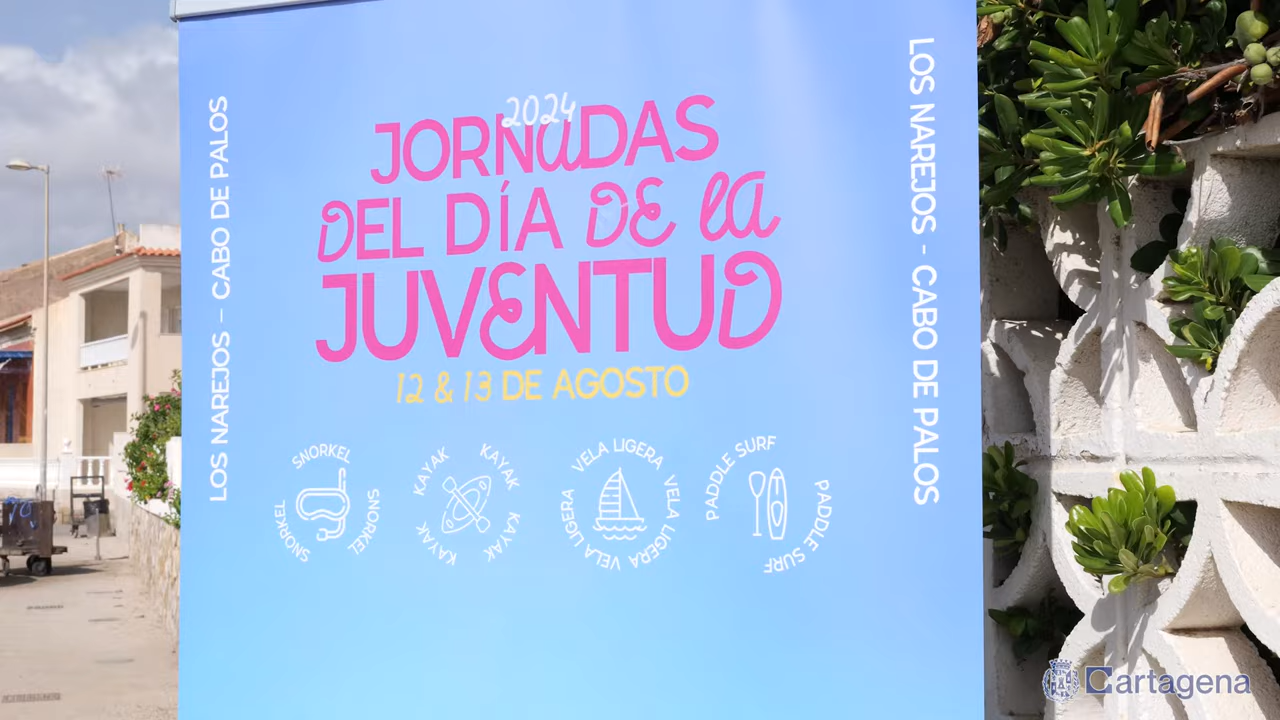 2024
JORNADAS
DEL DÍA DE LA
JUVENTUD
12 & 13 DE AGOSTO
LOS NAREJOS – CABO DE PALOS
LOS NAREJOS - CABO DE PALOS
SNORKEL SNORKEL SNORKEL
KAYAK KAYAK KAYAK KAYAK
VELA LIGERA VELA LIGERA VELA LIGERA
PADDLE SURF PADDLE SURF
Cartagena